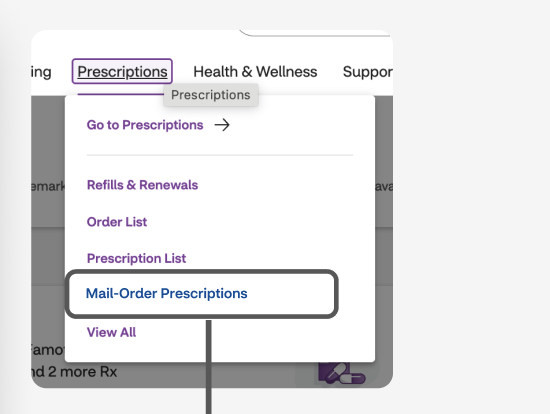 ing Prescriptions Health & Wellness Suppor
Prescriptions
Go to Prescriptions →
emark
ava
Refills & Renewals
Order List
Prescription List
Mail-Order Prescriptions
View All
Famo
nd 2 more Rx